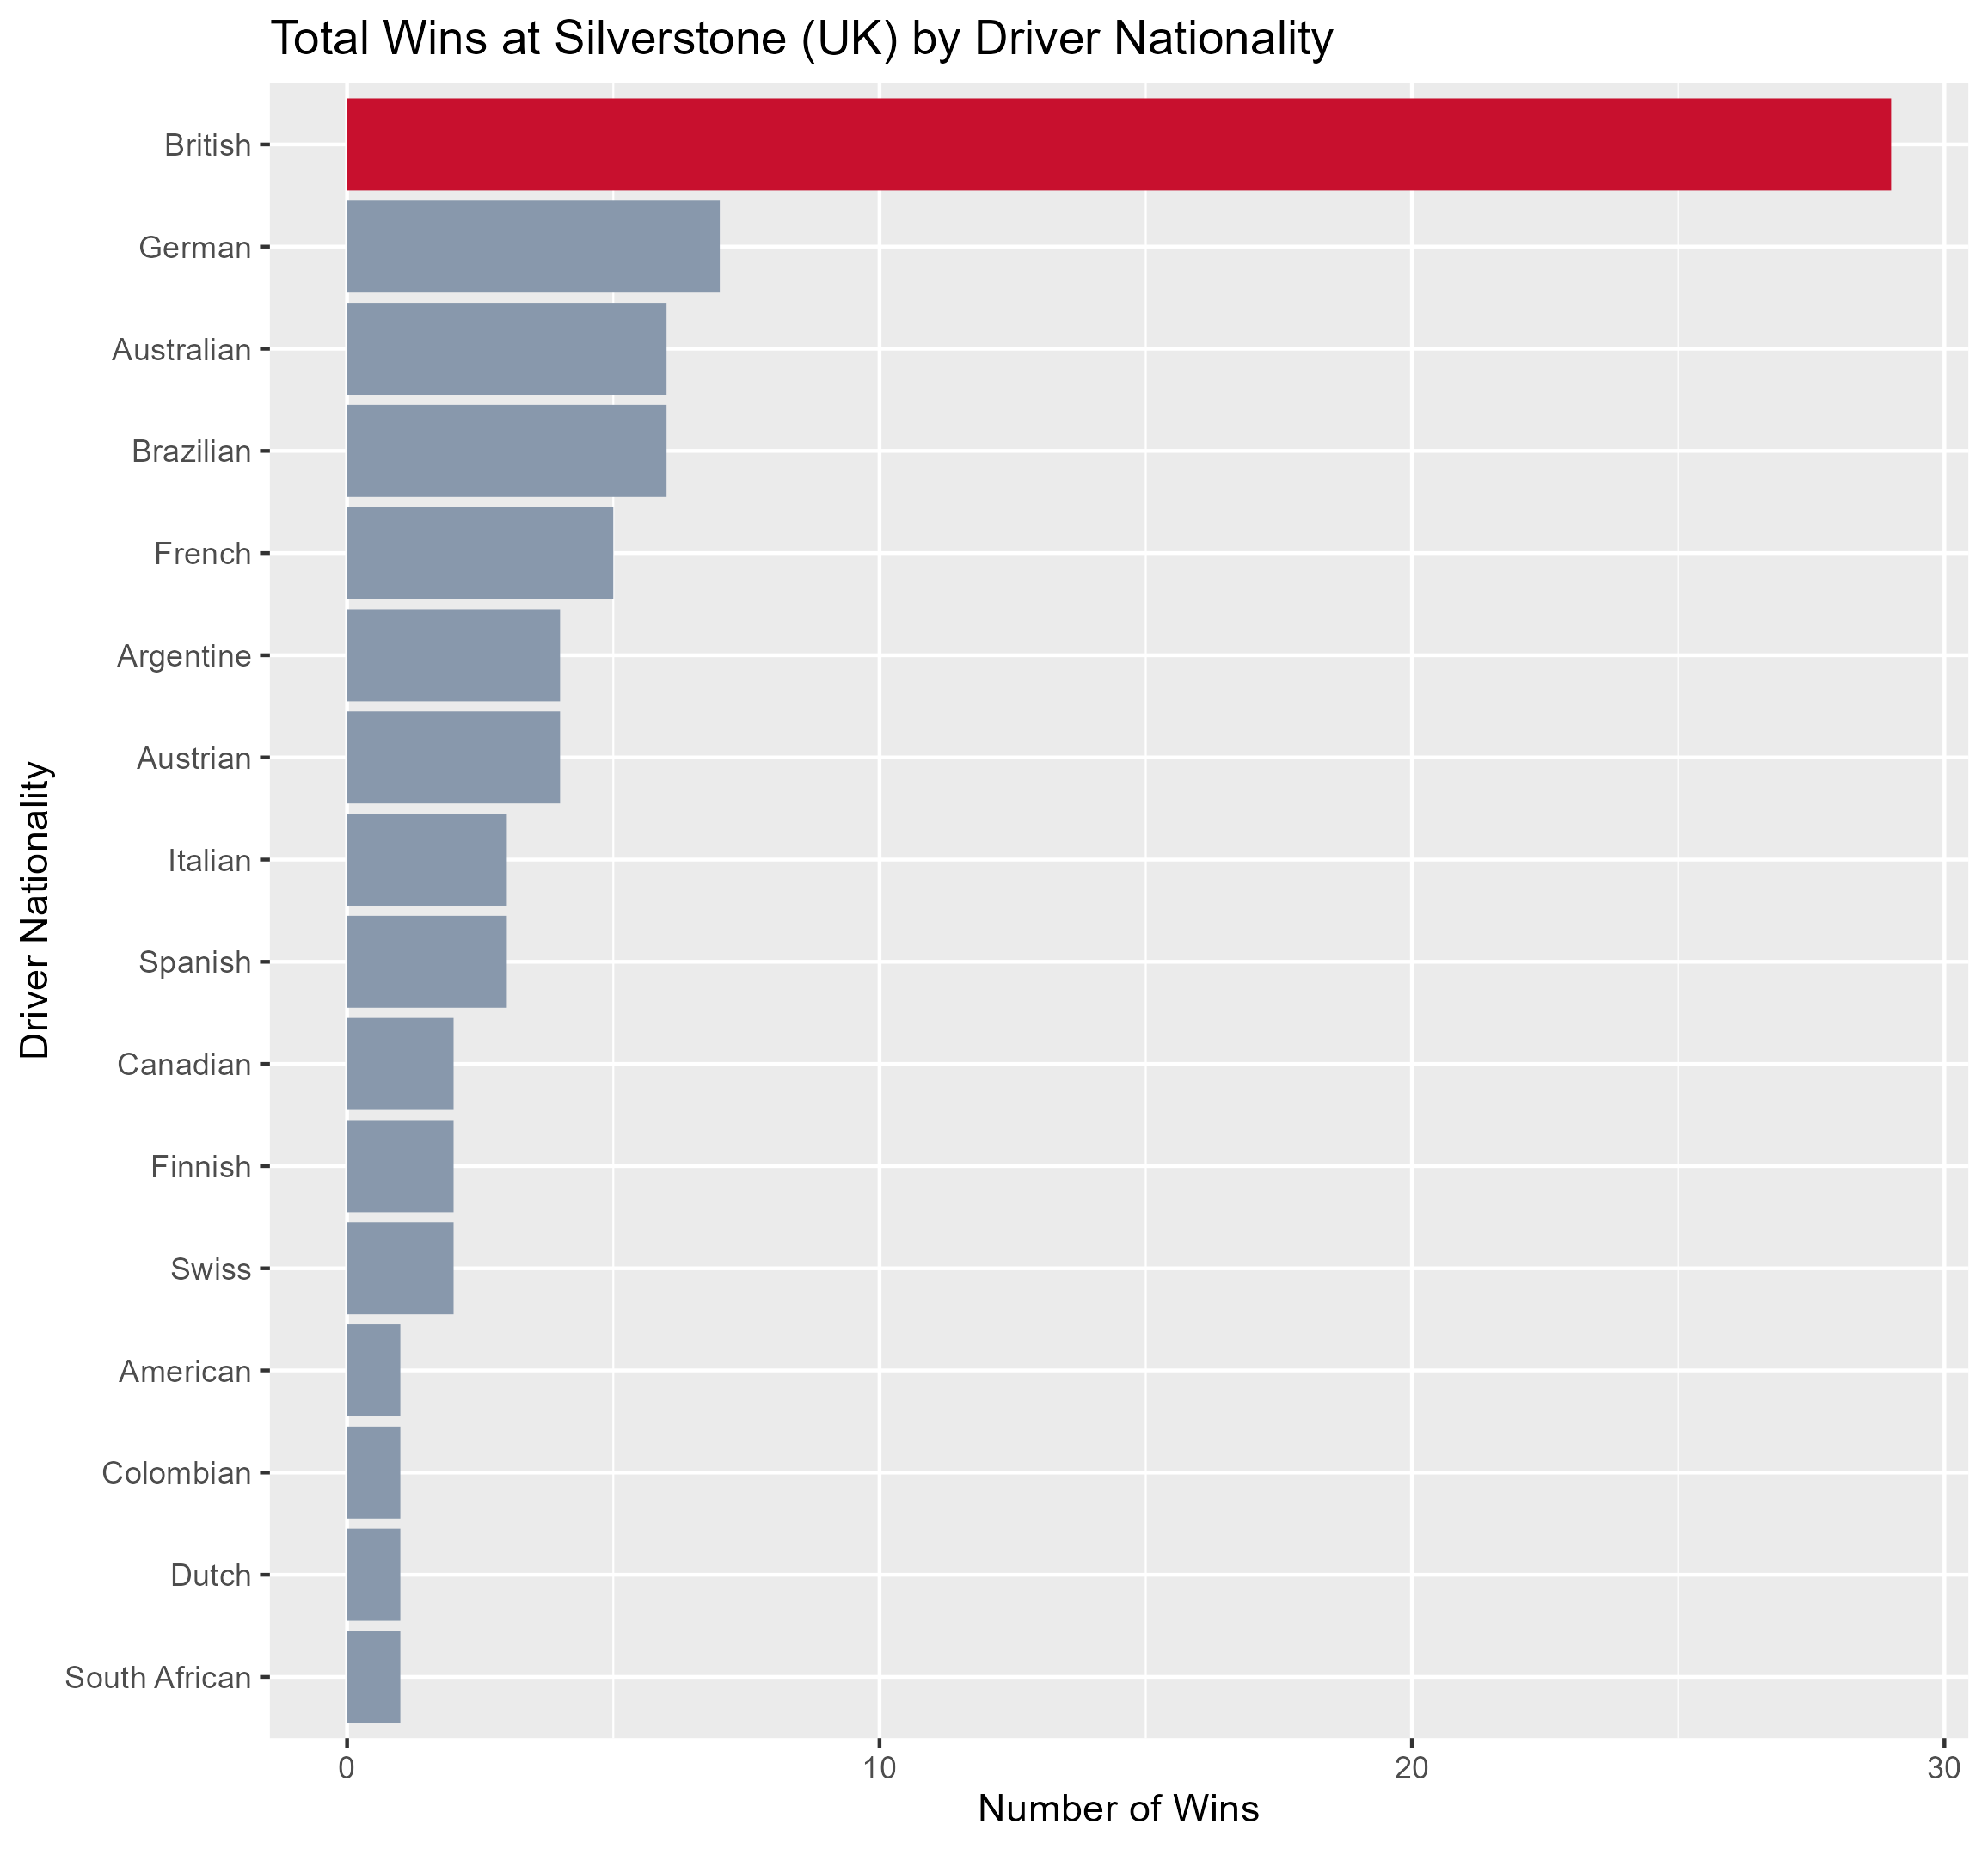 Total Wins at Silverstone (UK) by Driver Nationality
Driver Nationality
British
German
Australian
Brazilian
French
Argentine
Austrian
Italian
Spanish
Canadian
Finnish
Swiss
American
Colombian
Dutch
South African
0 10 20 30
Number of Wins